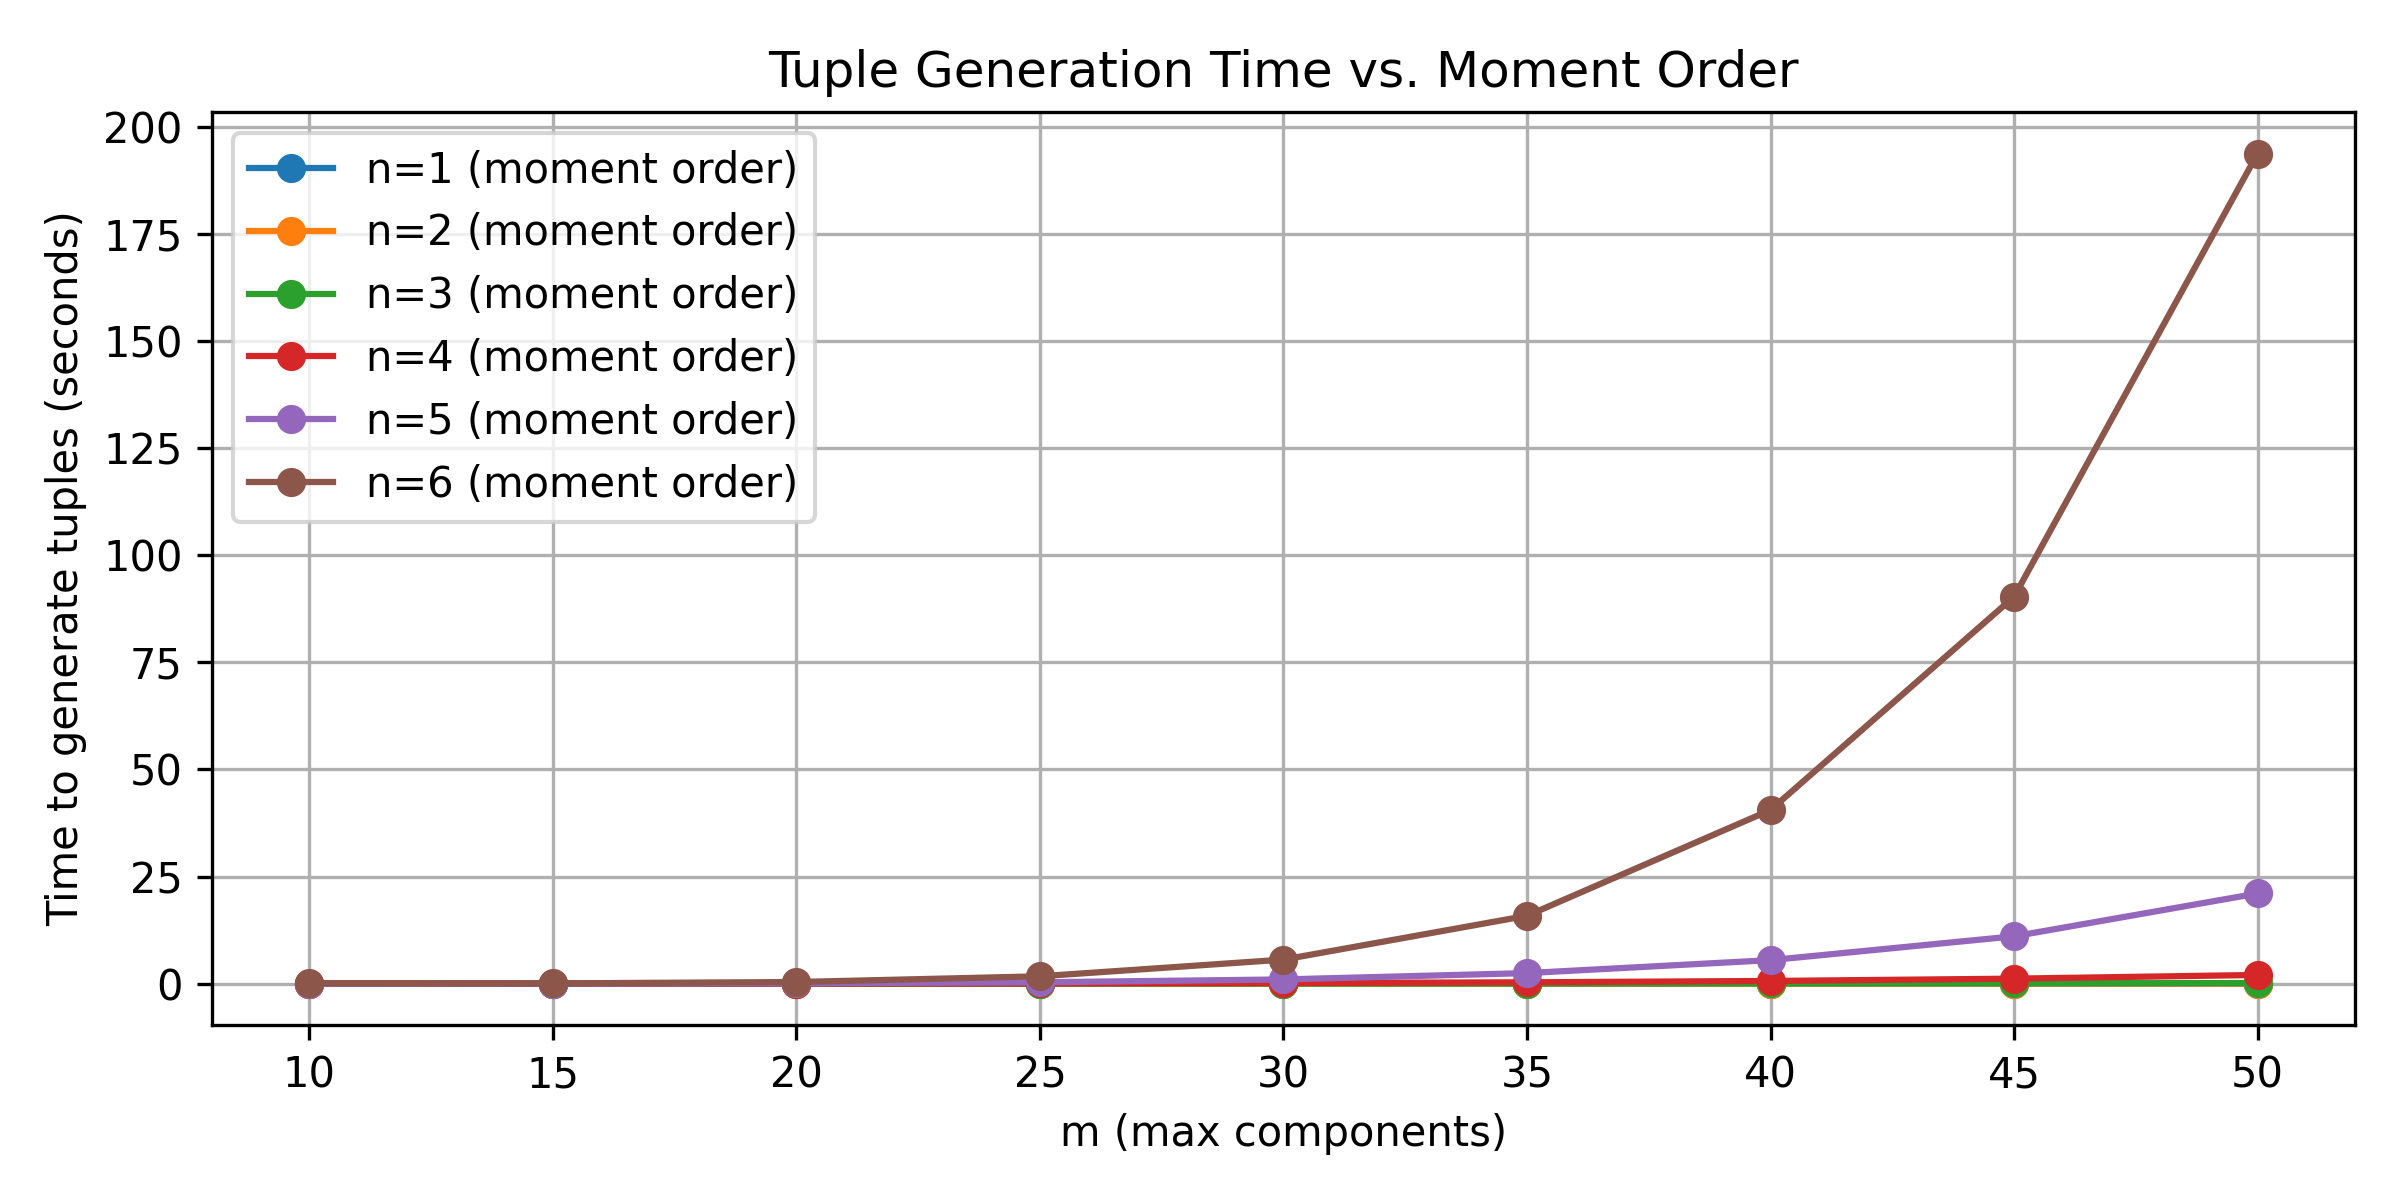 Tuple Generation Time vs. Moment Order
Time to generate tuples (seconds)
200
175
150
125
100
75
50
25
0
n=1 (moment order)
n=2 (moment order)
n=3 (moment order)
n=4 (moment order)
n=5 (moment order)
n=6 (moment order)
10 15 20 25 30 35 40 45 50
m (max components)